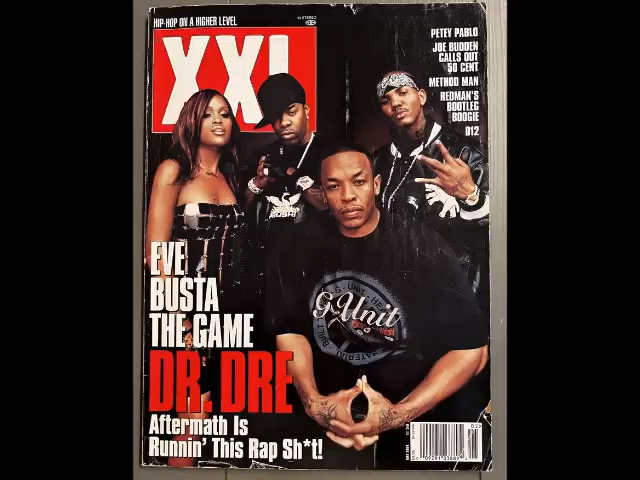 HIP-HOP ON A HIGHER LEVEL
XXL
PETEY PABLO
JOE BUDDEN
CALLS OUT
50 CENT
METHOD MAN
REDMAN'S
BOOTLEG
BOOGIE
D12
G-Unit
EVE
BUSTA
THE GAME
DR. DRE
Aftermath Is
Runnin' This Rap Sh*t!